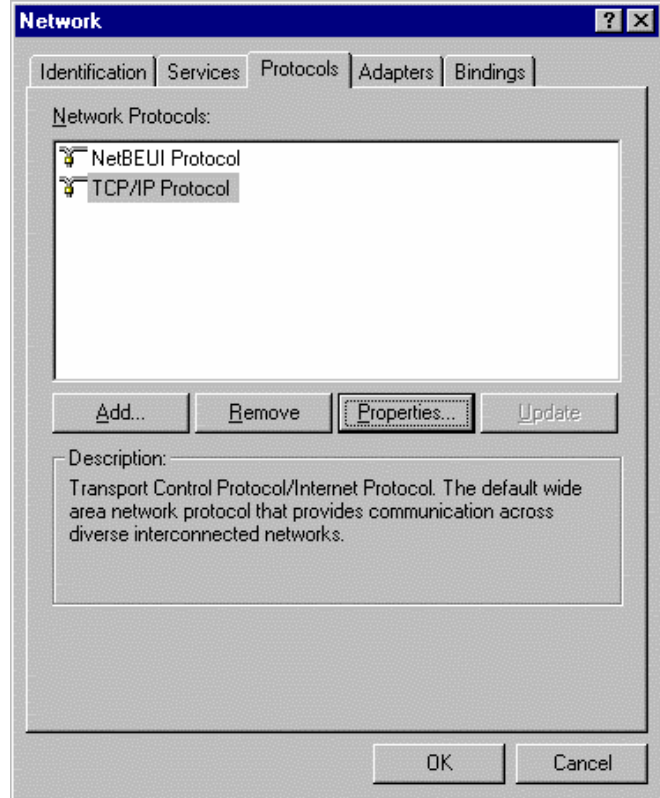 Network
Identification Services Protocols Adapters Bindings
Network Protocols:
NetBEUI Protocol
TCP/IP Protocol
Add... Remove Properties... Update
Description:
Transport Control Protocol/Internet Protocol. The default wide
area network protocol that provides communication across
diverse interconnected networks.
OK Cancel